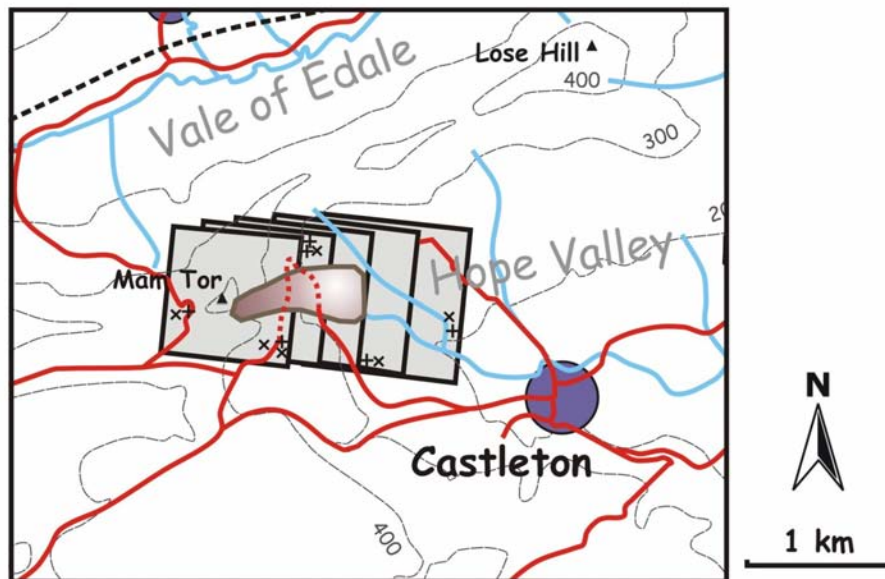 Lose Hill
400
Vale of Edale
300
20
Hope Valley
Mam Tor
N
Castleton
400
1 km